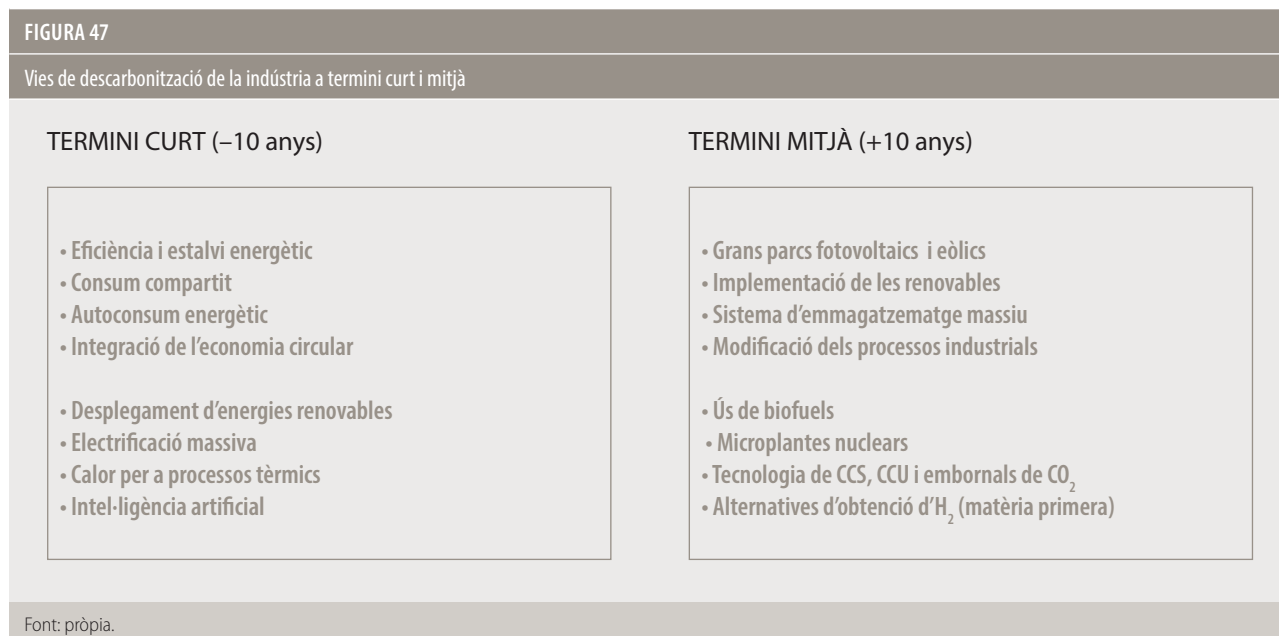 FIGURA 47
Vies de descarbonització de la indústria a termini curt i mitjà
TERMINI CURT (–10 anys)
• Eficiència i estalvi energètic
• Consum compartit
• Autoconsum energètic
• Integració de l’economia circular
• Desplegament d’energies renovables
• Electrificació massiva
• Calor per a processos tèrmics
• Intel·ligència artificial
TERMINI MITJÀ (+10 anys)
• Grans parcs fotovoltaics i eòlics
• Implementació de les renovables
• Sistema d’emmagatzematge massiu
• Modificació dels processos industrials
• Ús de biofuels
• Microplantes nuclears
• Tecnologia de CCS, CCU i embornals de CO₂
• Alternatives d’obtenció d’H₂ (matèria primera)
Font: pròpia.